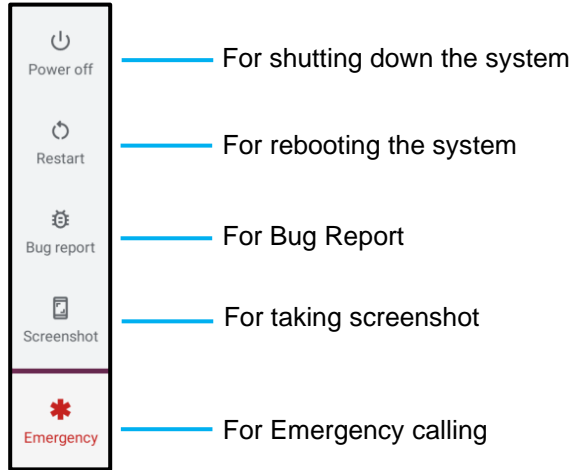 Power off
For shutting down the system
Restart
For rebooting the system
Bug report
For Bug Report
Screenshot
For taking screenshot
Emergency
For Emergency calling